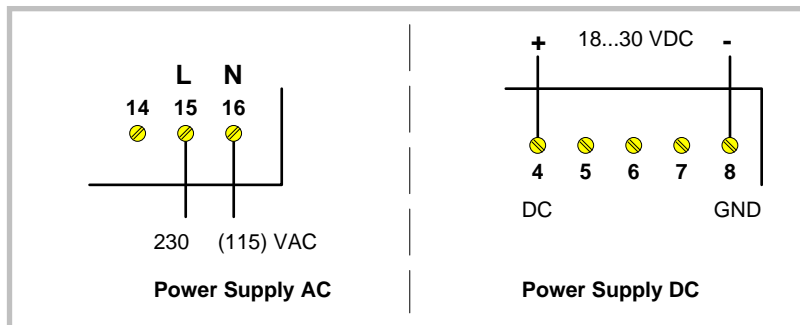 L N
14 15 16
230 (115) VAC
Power Supply AC
+ 18...30 VDC -
4 5 6 7 8
DC GND
Power Supply DC